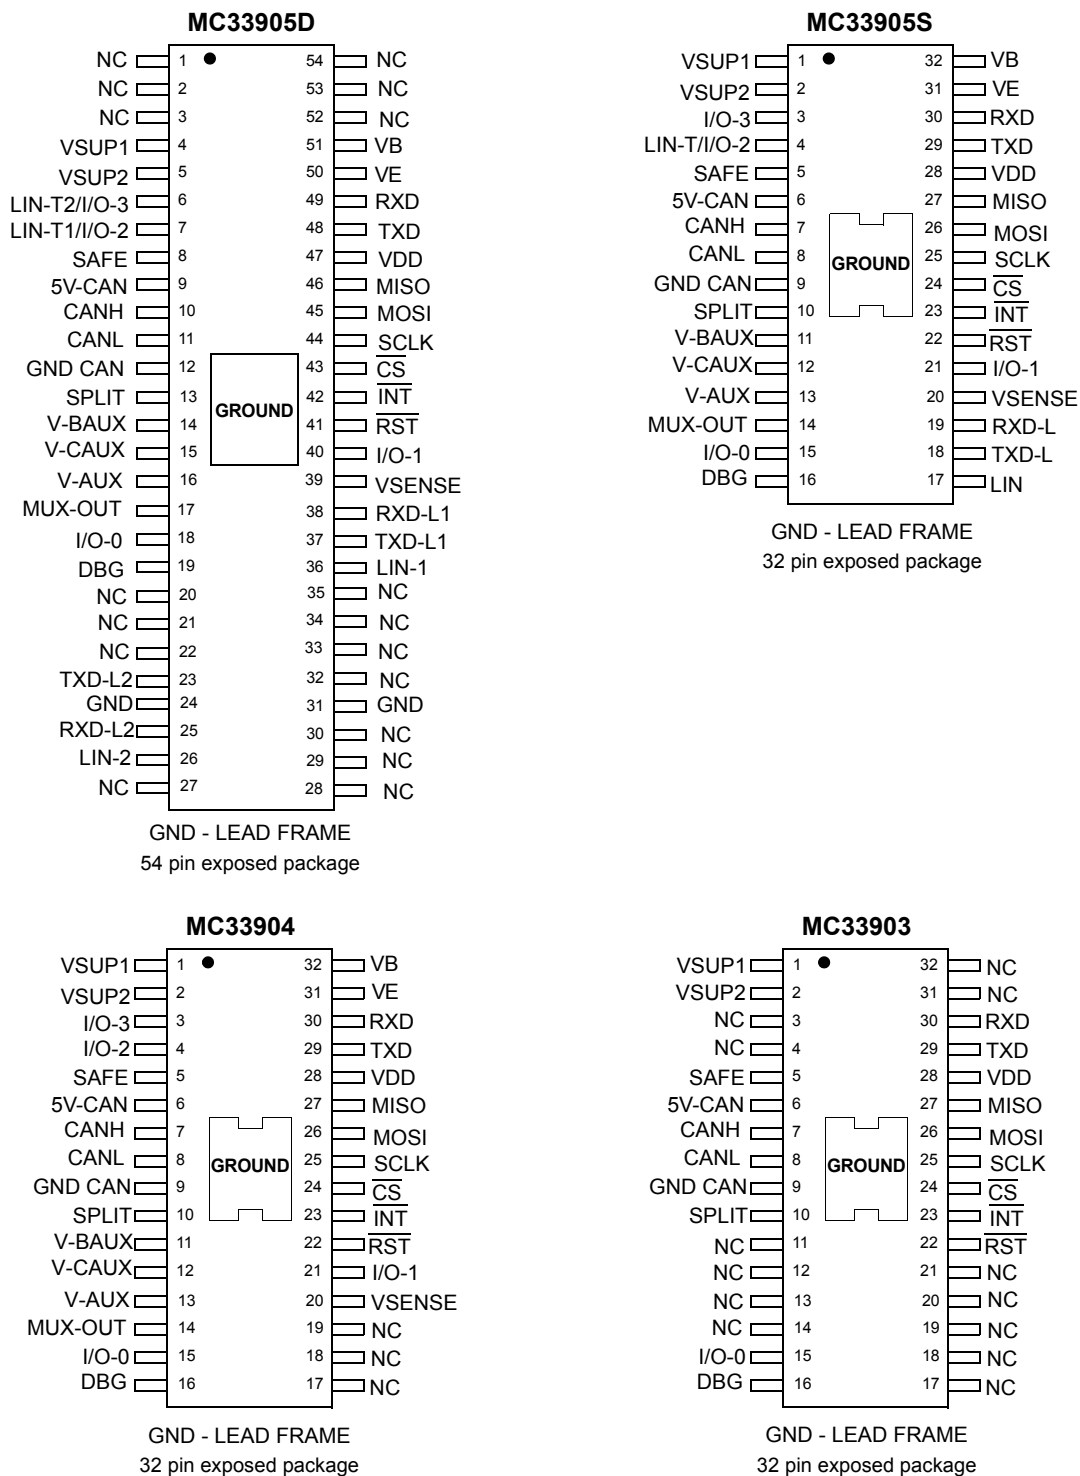 MC33905D
NC 1 54 NC
NC 2 53 NC
NC 3 52 NC
VSUP1 4 51 VB
VSUP2 5 50 VE
LIN-T2/I/O-3 6 49 RXD
LIN-T1/I/O-2 7 48 TXD
SAFE 8 47 VDD
5V-CAN 9 46 MISO
CANH 10 45 MOSI
CANL 11 44 SCLK
GND CAN 12 43 CS
SPLIT 13 42 INT
GROUND
V-BAUX 14 41 RST
V-CAUX 15 40 I/O-1
V-AUX 16 39 VSENSE
MUX-OUT 17 38 RXD-L1
I/O-0 18 37 TXD-L1
DBG 19 36 LIN-1
NC 20 35 NC
NC 21 34 NC
NC 22 33 NC
TXD-L2 23 32 NC
GND 24 31 GND
RXD-L2 25 30 NC
LIN-2 26 29 NC
NC 27 28 NC
GND - LEAD FRAME
54 pin exposed package
MC33905S
VSUP1 1 32 VB
VSUP2 2 31 VE
I/O-3 3 30 RXD
LIN-T/I/O-2 4 29 TXD
SAFE 5 28 VDD
5V-CAN 6 27 MISO
CANH 7 26 MOSI
CANL 8 25 SCLK
GROUND
GND CAN 9 24 CS
SPLIT 10 23 INT
V-BAUX 11 22 RST
V-CAUX 12 21 I/O-1
V-AUX 13 20 VSENSE
MUX-OUT 14 19 RXD-L
I/O-0 15 18 TXD-L
DBG 16 17 LIN
GND - LEAD FRAME
32 pin exposed package
MC33904
VSUP1 1 32 VB
VSUP2 2 31 VE
I/O-3 3 30 RXD
I/O-2 4 29 TXD
SAFE 5 28 VDD
5V-CAN 6 27 MISO
CANH 7 26 MOSI
CANL 8 GROUND 25 SCLK
GND CAN 9 24 CS
SPLIT 10 23 INT
V-BAUX 11 22 RST
V-CAUX 12 21 I/O-1
V-AUX 13 20 VSENSE
MUX-OUT 14 19 NC
I/O-0 15 18 NC
DBG 16 17 NC
GND - LEAD FRAME
32 pin exposed package
MC33903
VSUP1 1 32 NC
VSUP2 2 31 NC
NC 3 30 RXD
NC 4 29 TXD
SAFE 5 28 VDD
5V-CAN 6 27 MISO
CANH 7 26 MOSI
CANL 8 GROUND 25 SCLK
GND CAN 9 24 CS
SPLIT 10 23 INT
NC 11 22 RST
NC 12 21 NC
NC 13 20 NC
NC 14 19 NC
I/O-0 15 18 NC
DBG 16 17 NC
GND - LEAD FRAME
32 pin exposed package